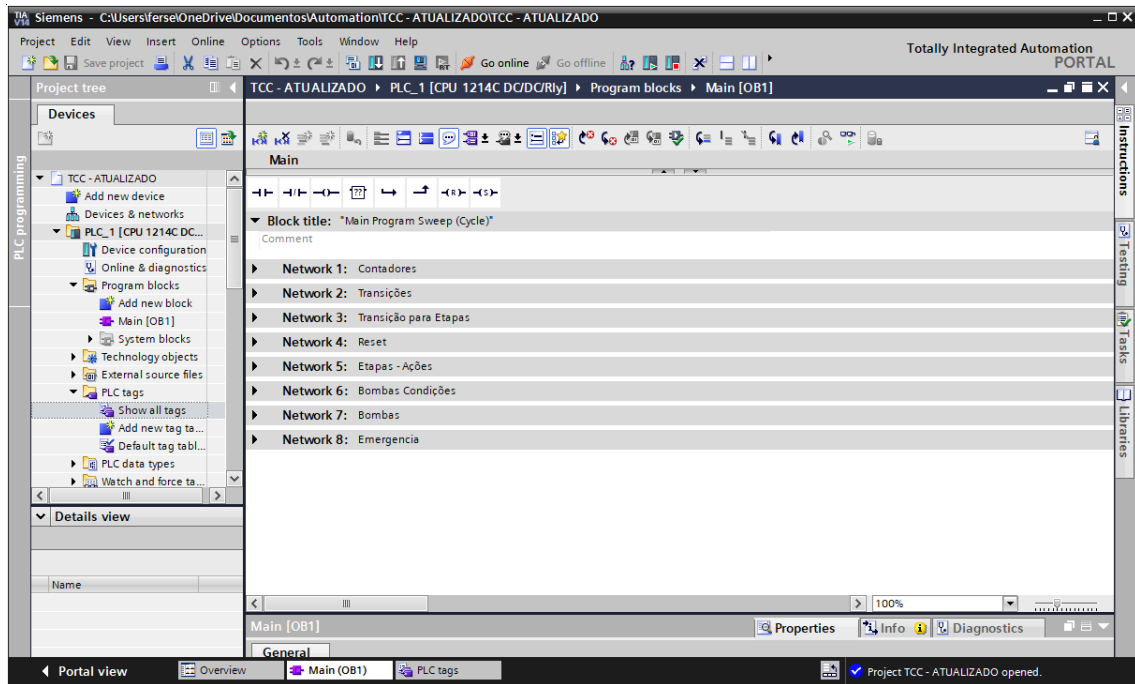 TIA V14 Siemens - C:\Users\ferse\OneDrive\Documentos\Automation\TCC - ATUALIZADO\TCC - ATUALIZADO
Project Edit View Insert Online Options Tools Window Help
Totally Integrated Automation
PORTAL
Save project Go online Go offline
Project tree
TCC - ATUALIZADO PLC_1 [CPU 1214C DC/DC/Rly] Program blocks Main [OB1]
Devices
Main
PLC programming
TCC - ATUALIZADO
Add new device
Devices & networks
PLC_1 [CPU 1214C DC...
Device configuration
Online & diagnostics
Program blocks
Add new block
Main [OB1]
System blocks
Technology objects
External source files
PLC tags
Show all tags
Add new tag ta...
Default tag tabl...
PLC data types
Watch and force ta...
Details view
Name
Block title: "Main Program Sweep (Cycle)"
Comment
Network 1: Contadores
Network 2: Transições
Network 3: Transição para Etapas
Network 4: Reset
Network 5: Etapas - Ações
Network 6: Bombas Condições
Network 7: Bombas
Network 8: Emergencia
100%
Main [OB1]
Properties Info Diagnostics
General
Instructions
Testing
Tasks
Libraries
Portal view Overview Main (OB1) PLC tags Project TCC - ATUALIZADO opened.